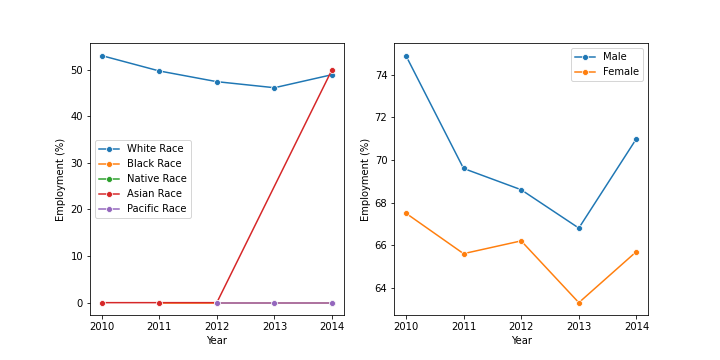 50
40
30
20
10
0
Employment (%)
White Race
Black Race
Native Race
Asian Race
Pacific Race
2010 2011 2012 2013 2014
Year
74
72
70
68
66
64
Employment (%)
Male
Female
2010 2011 2012 2013 2014
Year